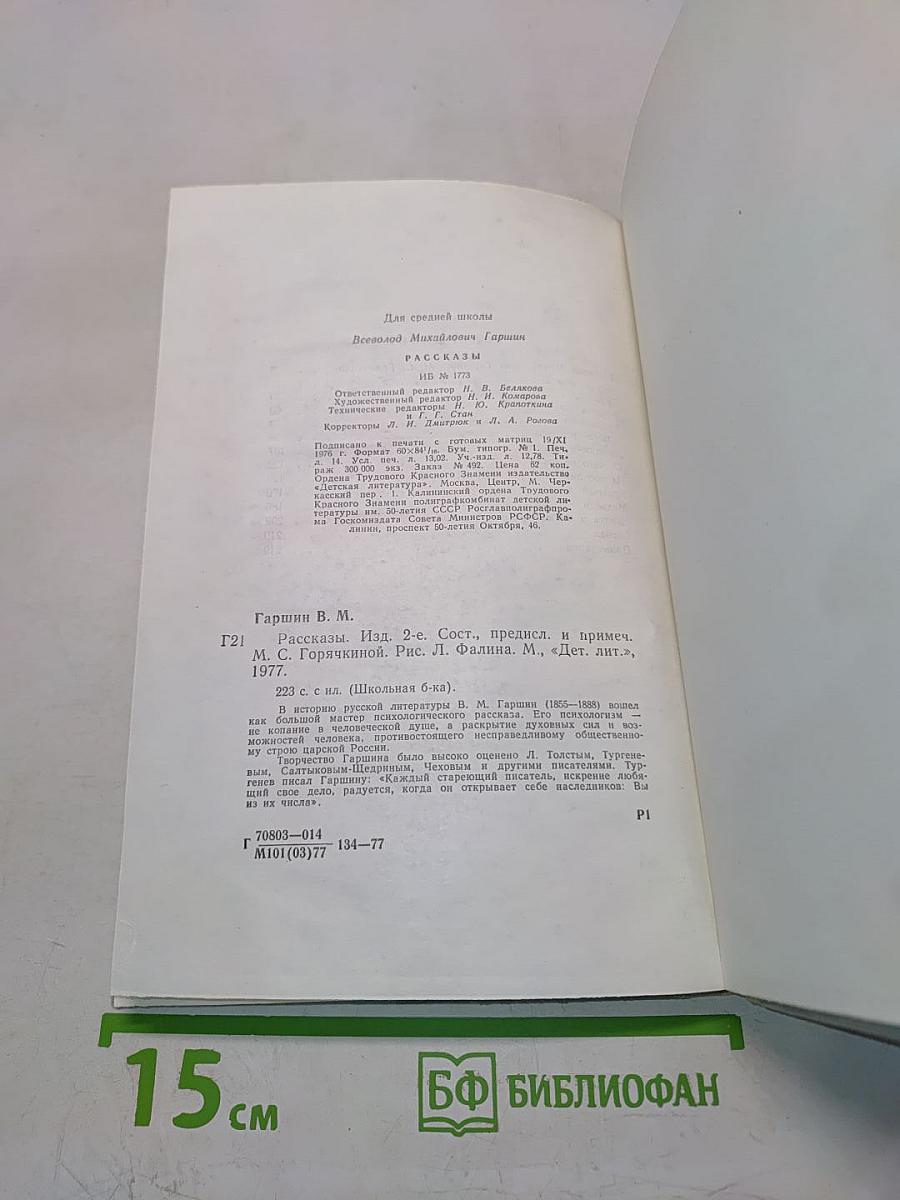 Для средней школы
Всеволод Михайлович Гаршин
РАССКАЗЫ
ИБ № 1773
Ответственный редактор Н. В. Белякова
Художественный редактор Н. И. Комарова
Технические редакторы Н. Ю. Крапоткина
и Г. Г. Стан
Корректоры Л. И. Дмитрюк и Л. А. Рогова
Подписано к печати с готовых матриц 19/XI
1976 г. Формат 60×84¹/₁₆. Бум. типогр. № 1. Печ.
л. 14. Усл. печ. л. 13,02. Уч.-изд. л. 12,78. Ти-
раж 300 000 экз. Заказ № 492. Цена 62 коп.
Ордена Трудового Красного Знамени издательство
«Детская литература». Москва, Центр, М. Чер-
касский пер. 1. Калининский ордена Трудового
Красного Знамени полиграфкомбинат детской ли-
тературы им. 50-летия СССР Росглавполиграфпро-
ма Госкомиздата Совета Министров РСФСР. Ка-
линин, проспект 50-летия Октября, 46.
Гаршин В. М.
Г21 Рассказы. Изд. 2-е. Сост., предисл. и примеч.
М. С. Горячкиной. Рис. Л. Фалина. М., «Дет. лит.»,
1977.
223 с. с ил. (Школьная б-ка).
В историю русской литературы В. М. Гаршин (1855—1888) вошел
как большой мастер психологического рассказа. Его психологизм —
не копание в человеческой душе, а раскрытие духовных сил и воз-
можностей человека, противостоящего несправедливому общественно-
му строю царской России.
Творчество Гаршина было высоко оценено Л. Толстым, Тургене-
вым, Салтыковым-Щедриным, Чеховым и другими писателями. Тур-
генев писал Гаршину: «Каждый стареющий писатель, искренне любя-
щий свое дело, радуется, когда он открывает себе наследников: Вы
из их числа».
Р1
Г 70803—014
М101(03)77 134—77
15 см
БФ БИБЛИОФАН